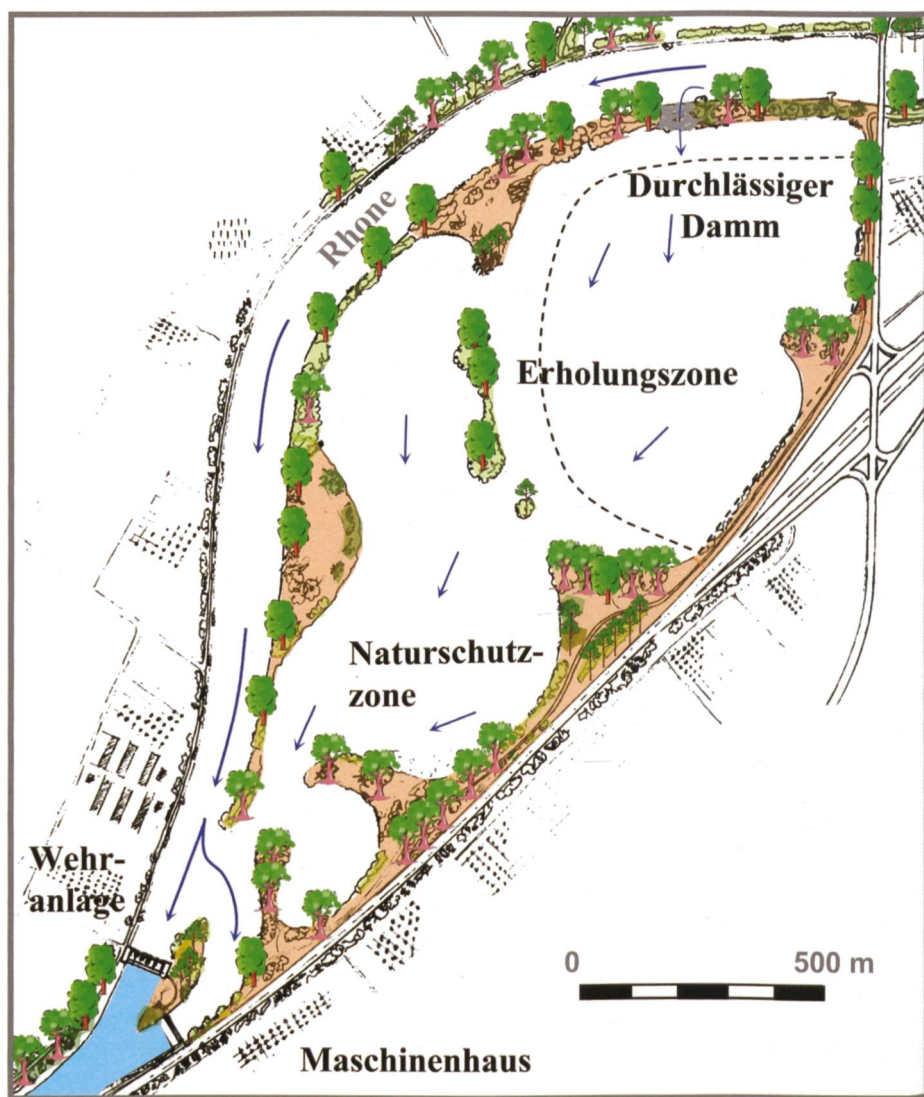 Rhone
Durchlässiger
Damm
Erholungszone
Naturschutz-
zone
Wehr-
anlage
0 500 m
Maschinenhaus